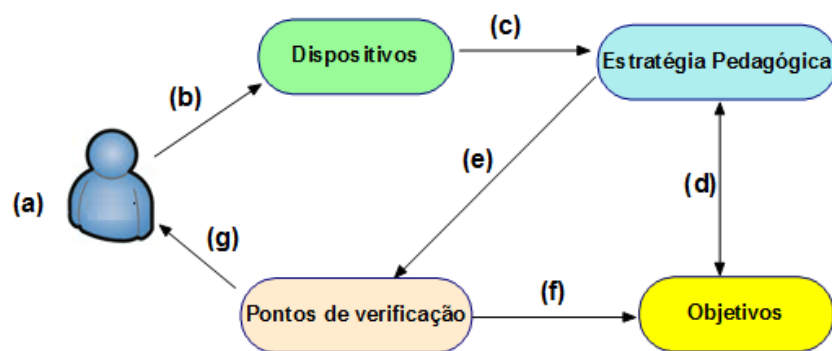 (c)
Dispositivos
Estratégia Pedagógica
(b)
(e)
(d)
(a)
(g)
(f)
Pontos de verificação
Objetivos